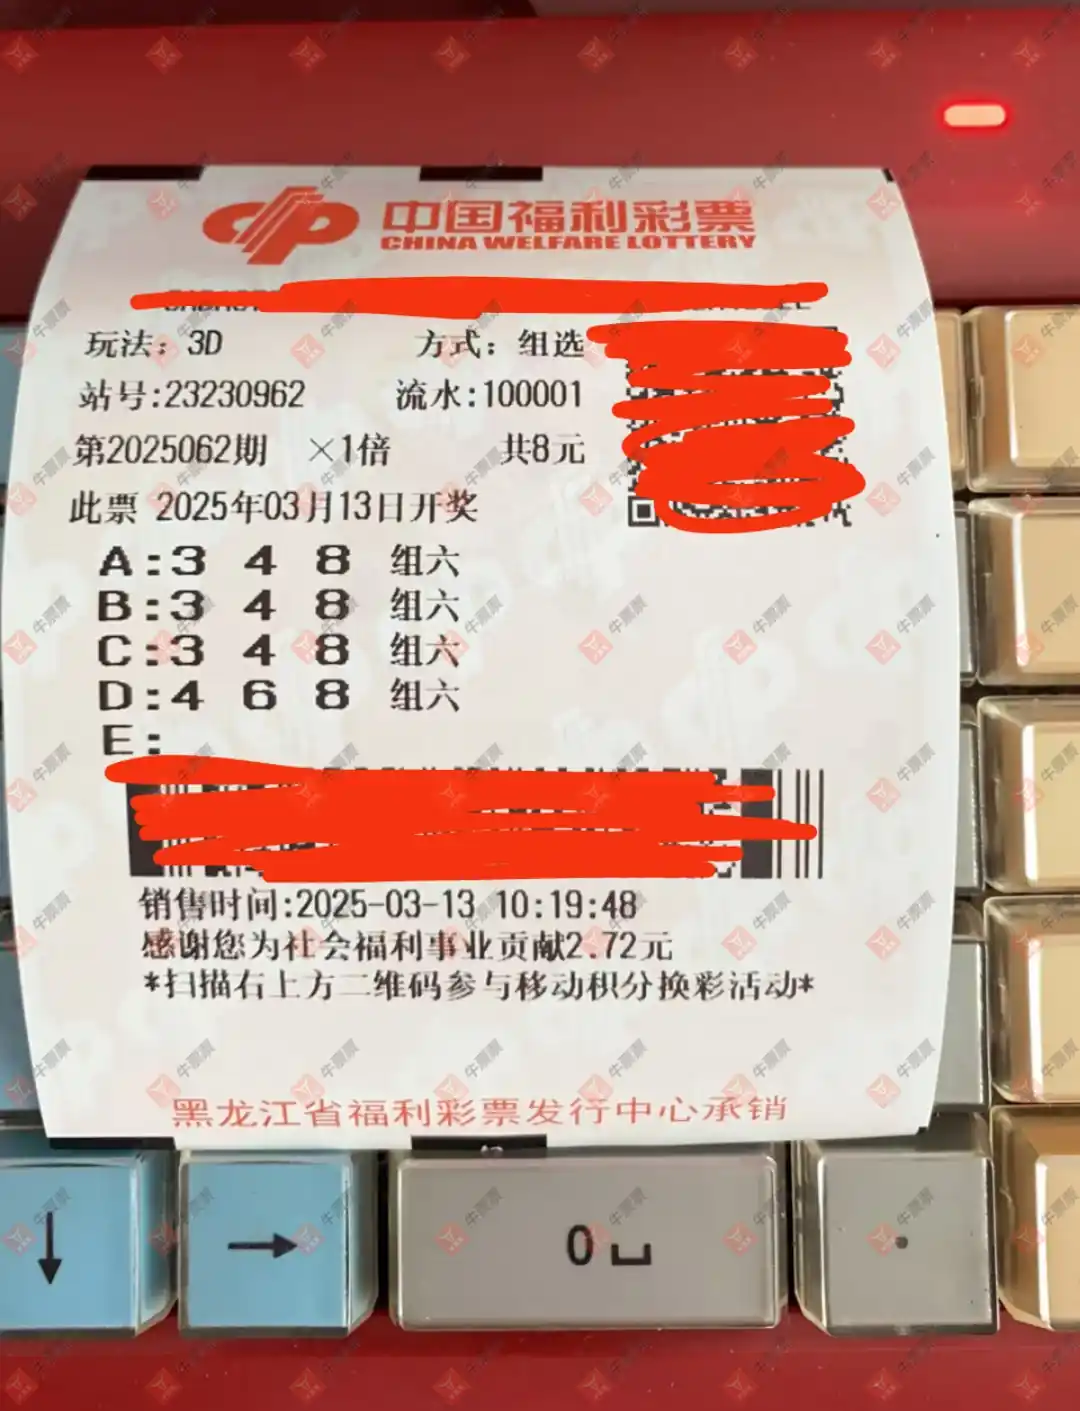 中国福利彩票
CHINA WELFARE LOTTERY
玩法：3D 方式：组选
站号:23230962 流水:100001
第2025062期 ×1倍 共8元
此票 2025年03月13日开奖
A:3 4 8 组六
B:3 4 8 组六
C:3 4 8 组六
D:4 6 8 组六
E:
销售时间:2025-03-13 10:19:48
感谢您为社会福利事业贡献2.72元
*扫描右上方二维码参与移动积分换彩活动*
黑龙江省福利彩票发行中心承销
↓ → 0 ㇄ .
牛票票